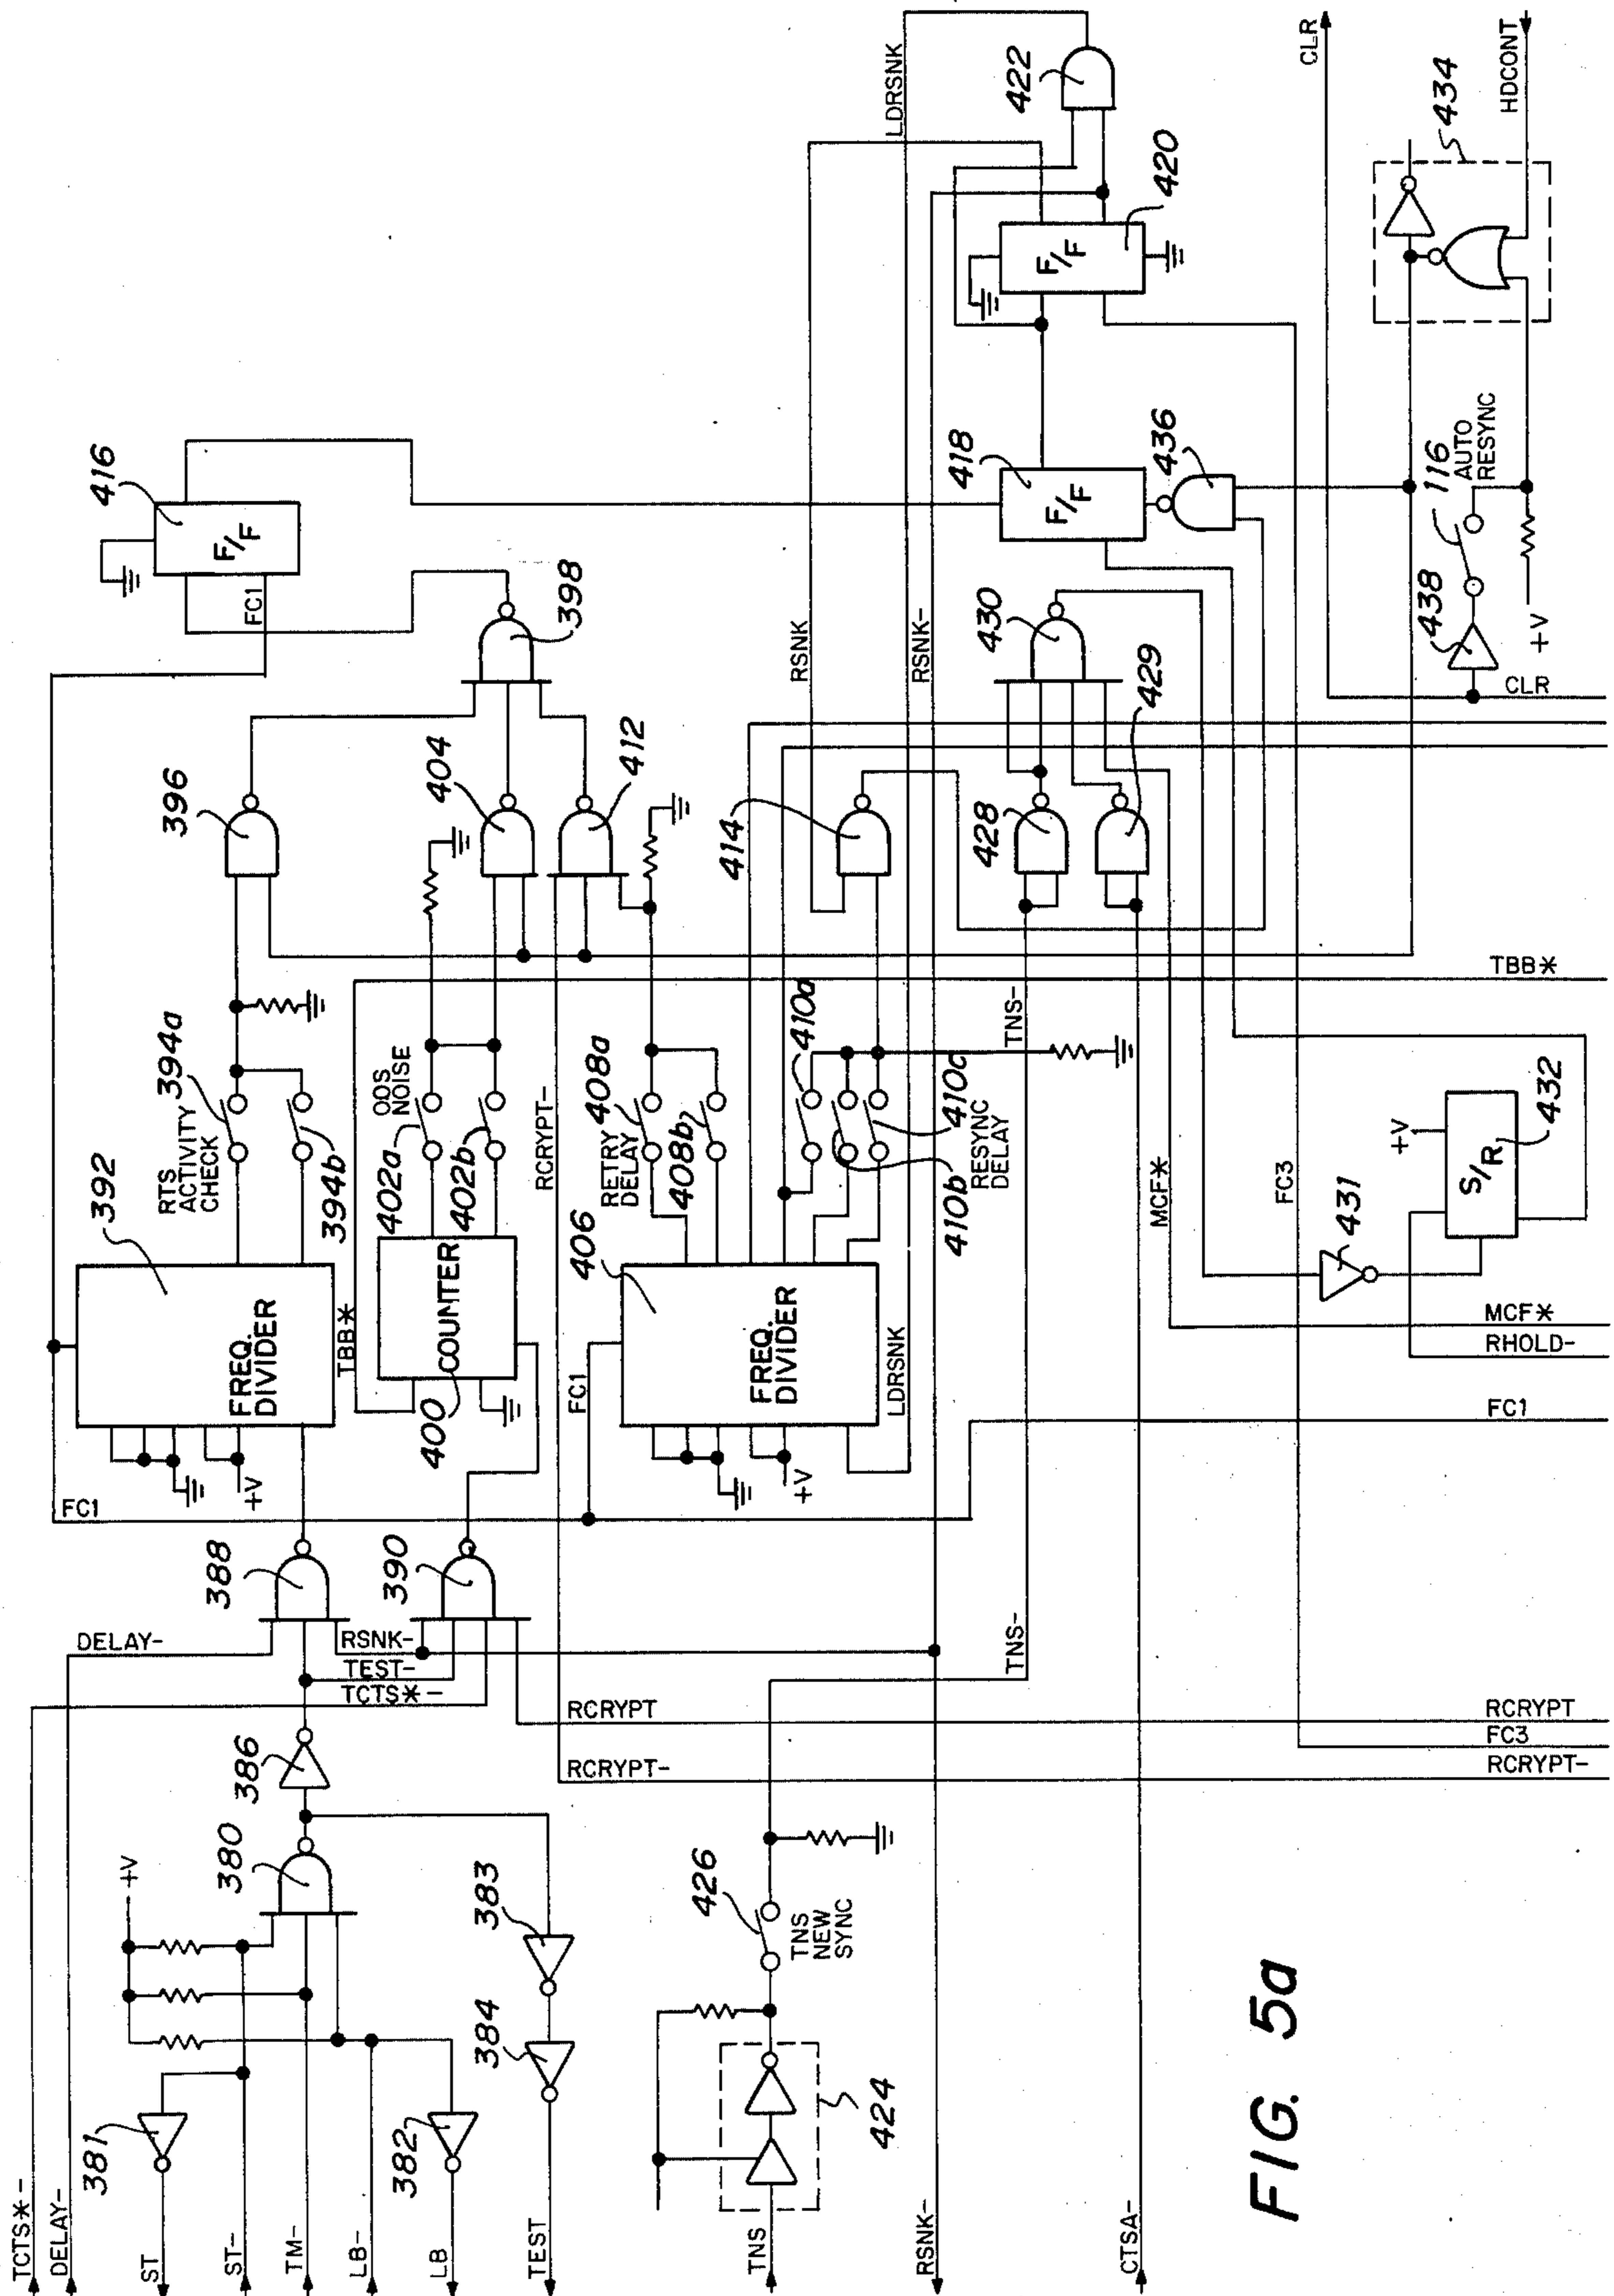 TCTS*-
DELAY-
ST
ST-
TM-
LB-
LB
TEST
TNS
RSNK-
CTSA-
381
382
383
384
+V
380
386
424
426
TNS
NEW
SYNC
DELAY-
RSNK-
TEST-
TCTS*-
RCRYPT
RCRYPT-
TNS-
388
390
FC1
392
FREQ.
DIVIDER
+V
TBB*
400
COUNTER
FC1
406
FREQ.
DIVIDER
+V
LDRSNK
RTS
ACTIVITY
CHECK
394a
394b
ODS
NOISE
402a
402b
RCRYPT-
RETRY
DELAY
408a
408b
410a
410b
410c
RESYNC
DELAY
TNS-
MCF*
FC3
396
404
412
398
414
416
F/F
FC1
RSNK
LDRSNK
RSNK-
428
429
430
431
+V
S/R
432
418
F/F
436
420
F/F
422
116
AUTO
RESYNC
438
+V
434
HDCONT
CLR
CLR
TBB*
MCF*
RHOLD-
FC1
RCRYPT
FC3
RCRYPT-
FIG. 5a